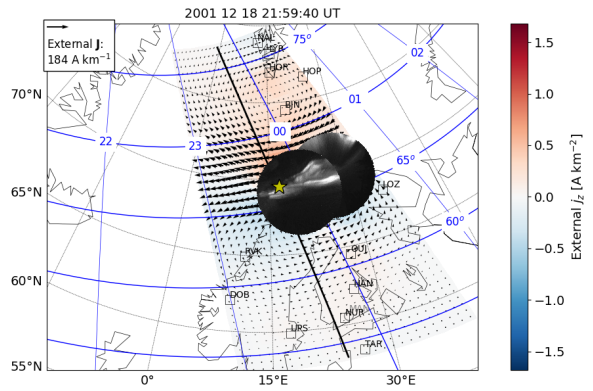 2001 12 18 21:59:40 UT
External J:
184 A km⁻¹
NAL
LYR
HOR
HOP
BJN
75°
02
01
00
22
23
65°
60°
LOZ
RVK
OUJ
DOB
HAN
NUR
UPS
TAR
70°N
65°N
60°N
55°N
0°
15°E
30°E
1.5
1.0
0.5
0.0
−0.5
−1.0
−1.5
External jz [A km⁻²]